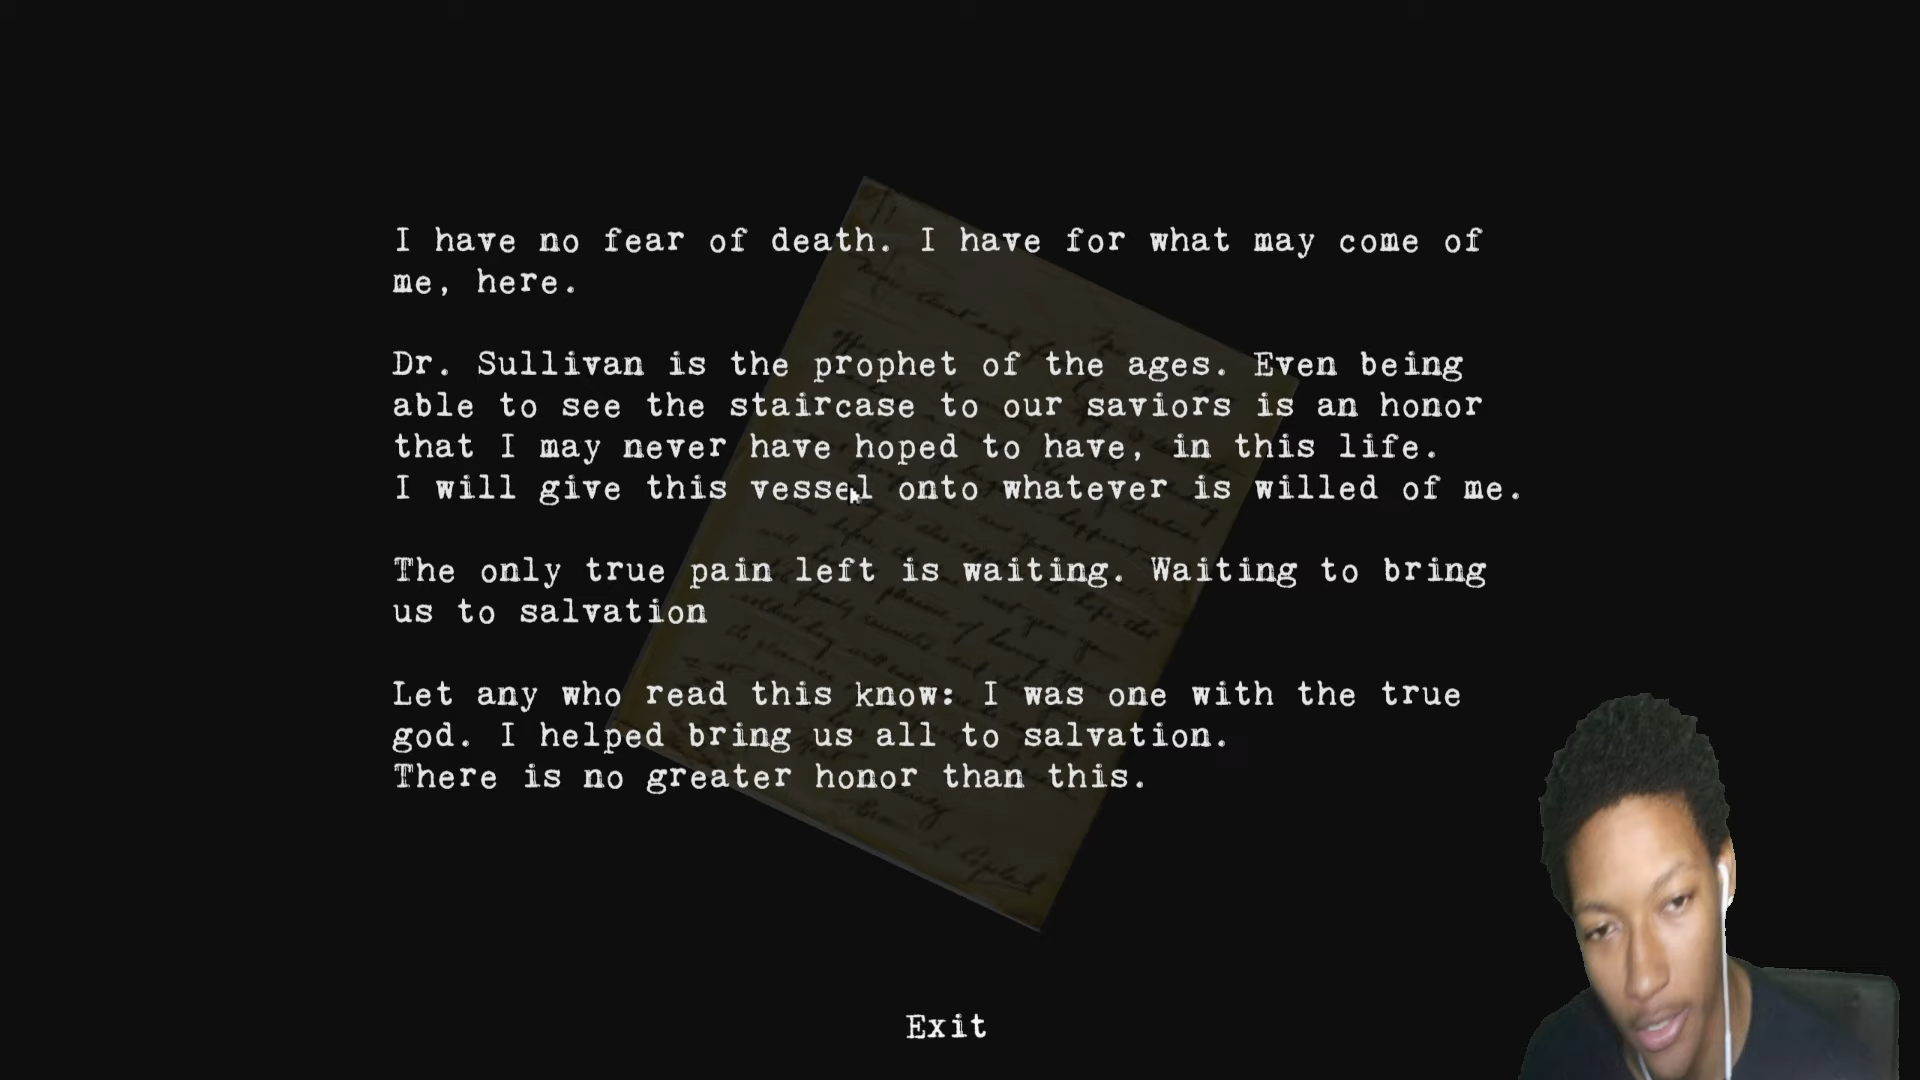 I have no fear of death. I have for what may come of
me, here.
Dr. Sullivan is the prophet of the ages. Even being
able to see the staircase to our saviors is an honor
that I may never have hoped to have, in this life.
I will give this vessel onto whatever is willed of me.
The only true pain left is waiting. Waiting to bring
us to salvation
Let any who read this know: I was one with the true
god. I helped bring us all to salvation.
There is no greater honor than this.
Exit